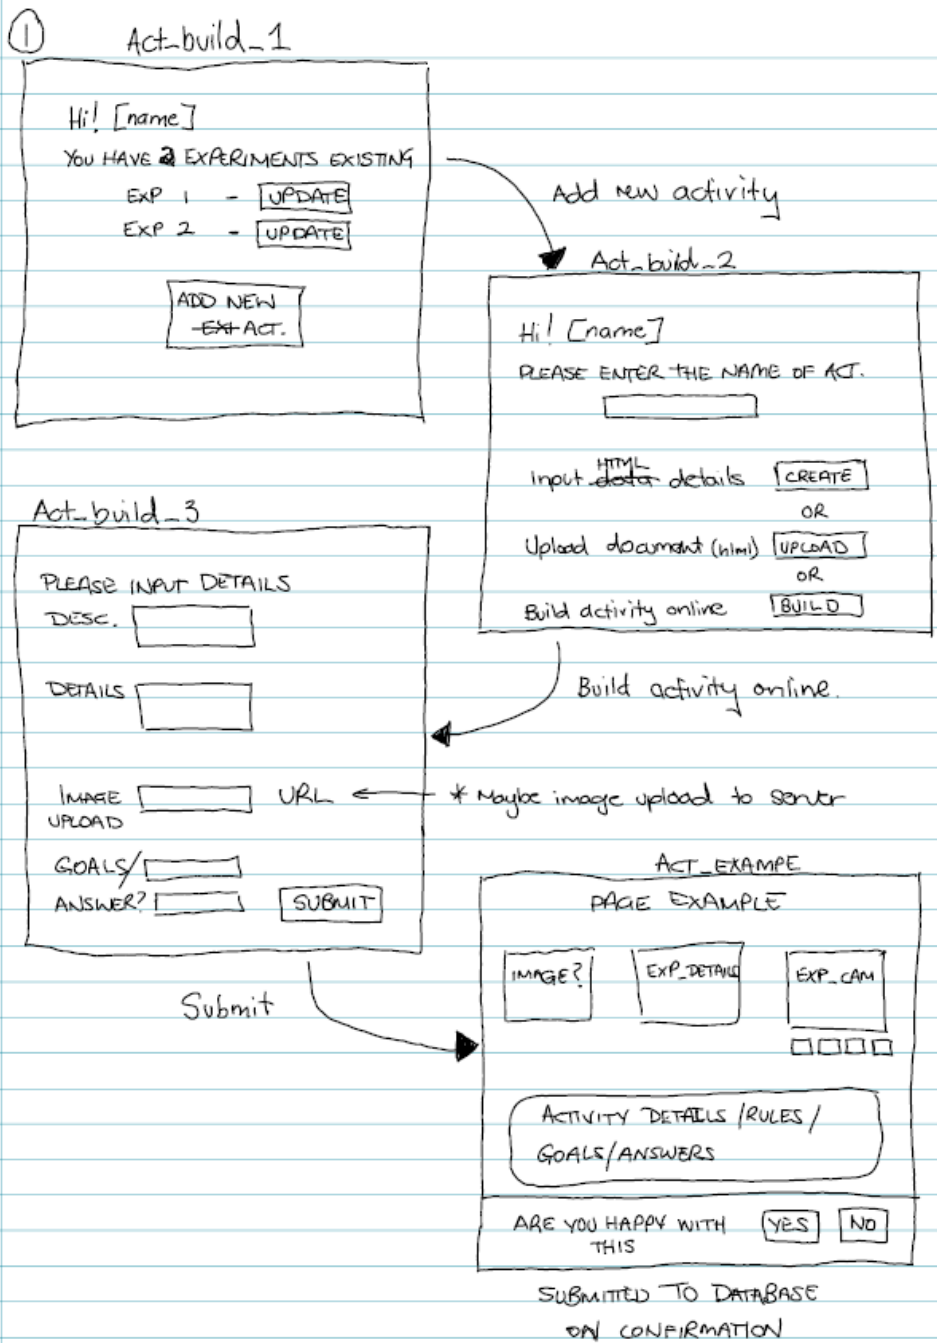 1
Act_build_1
Hi! [name]
YOU HAVE 2 EXPERIMENTS EXISTING
EXP 1 - UPDATE
EXP 2 - UPDATE
ADD NEW
EXT ACT.
Add new activity
Act_build_2
Hi! [name]
PLEASE ENTER THE NAME OF ACT.
HTML
Input data details CREATE
OR
Upload document (html) UPLOAD
OR
Build activity online BUILD
Build activity online.
Act_build_3
PLEASE INPUT DETAILS
DESC.
DETAILS
IMAGE URL
UPLOAD
* Maybe image upload to server
GOALS/
ANSWER? SUBMIT
Submit
ACT_EXAMPE
PAGE EXAMPLE
IMAGE? EXP_DETAILS EXP_CAM
ACTIVITY DETAILS /RULES/
GOALS/ANSWERS
ARE YOU HAPPY WITH YES NO
THIS
SUBMITTED TO DATABASE
ON CONFIRMATION